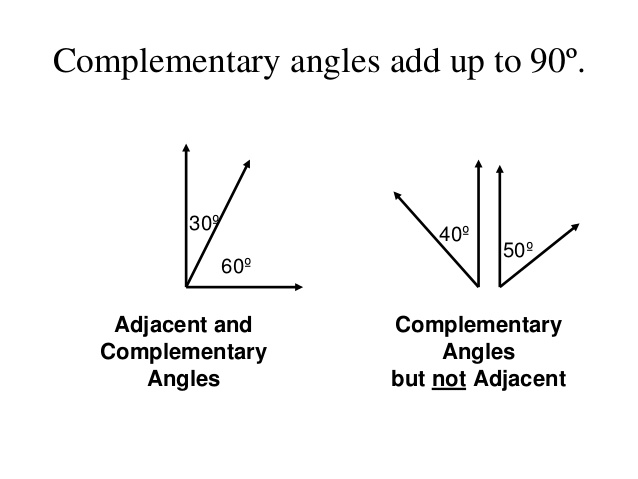 Complementary angles add up to 90º.
30º
60º
40º
50º
Adjacent and
Complementary
Angles
Complementary
Angles
but not Adjacent